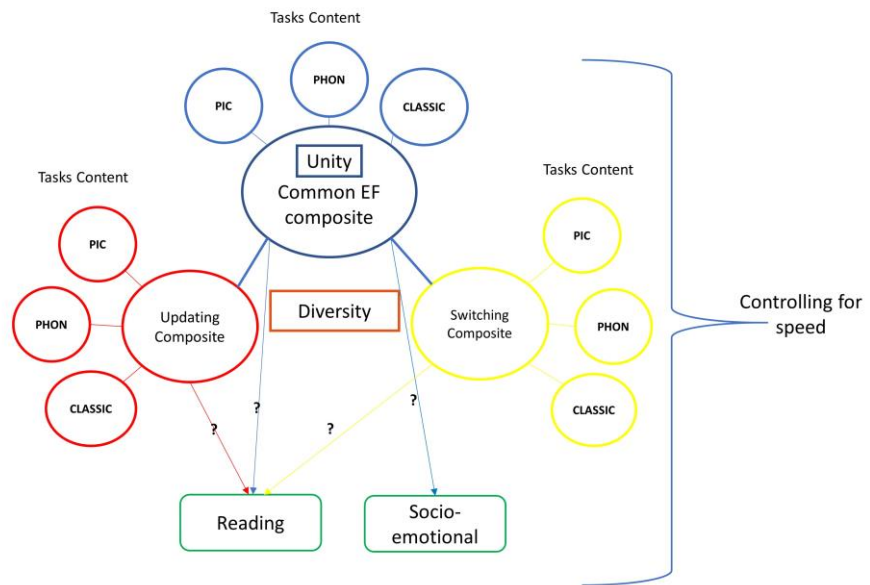 Tasks Content
PHON
PIC
CLASSIC
Unity
Common EF
composite
Tasks Content
PIC
PHON
CLASSIC
Updating
Composite
Diversity
Tasks Content
PIC
PHON
CLASSIC
Switching
Composite
Controlling for
speed
?
?
?
?
Reading
Socio-
emotional